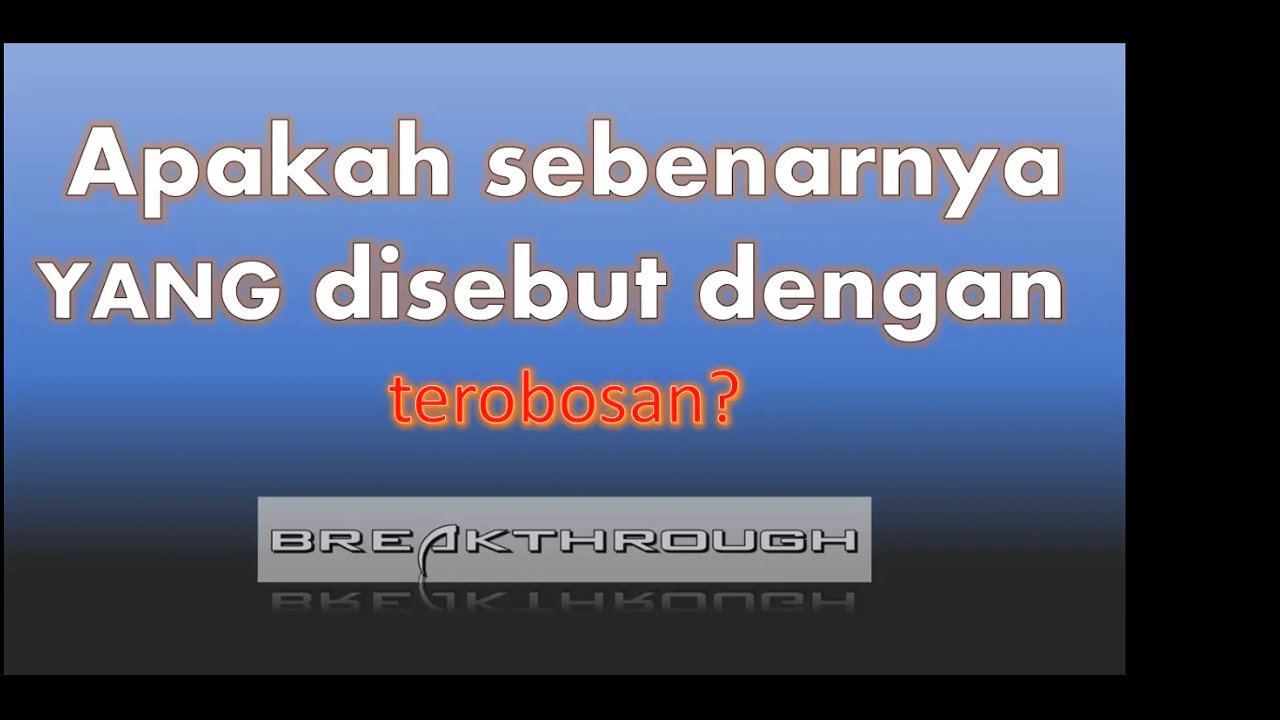 Apakah sebenarnya
YANG disebut dengan
terobosan?
BREAKTHROUGH